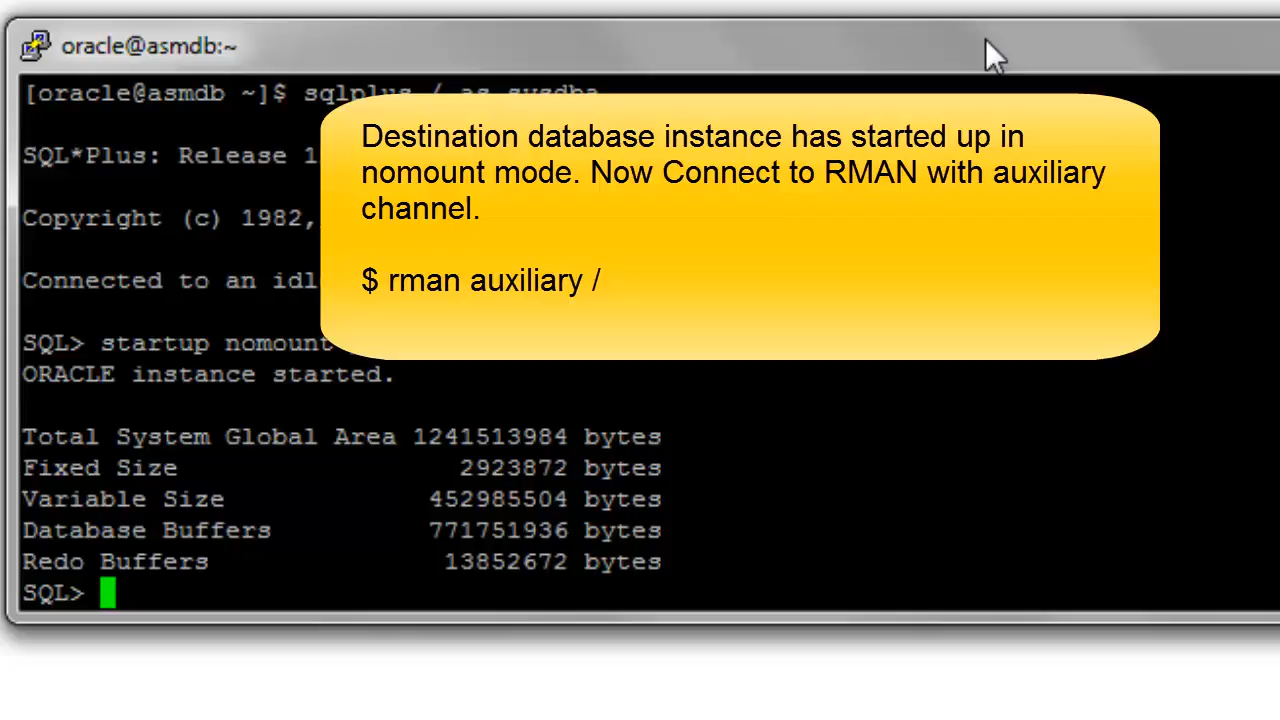 oracle@asmdb:~
[oracle@asmdb ~]$ sqlplus / as sysdba
Destination database instance has started up in
nomount mode. Now Connect to RMAN with auxiliary
channel.
$ rman auxiliary /
SQL*Plus: Release 1
Copyright (c) 1982,
Connected to an idl
SQL> startup nomount
ORACLE instance started.
Total System Global Area 1241513984 bytes
Fixed Size 2923872 bytes
Variable Size 452985504 bytes
Database Buffers 771751936 bytes
Redo Buffers 13852672 bytes
SQL>